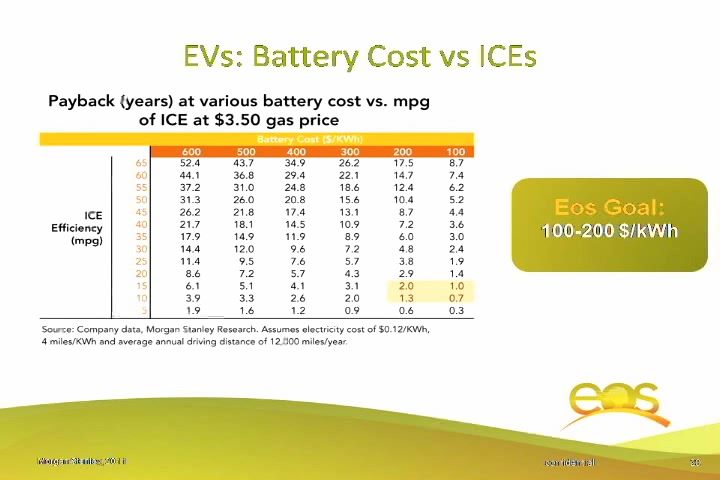 EVs: Battery Cost vs ICEs
Payback (years) at various battery cost vs. mpg
of ICE at $3.50 gas price
Battery Cost ($/KWh)
600 500 400 300 200 100
65 52.4 43.7 34.9 26.2 17.5 8.7
60 44.1 36.8 29.4 22.1 14.7 7.4
55 37.2 31.0 24.8 18.6 12.4 6.2
50 31.3 26.0 20.8 15.6 10.4 5.2
45 26.2 21.8 17.4 13.1 8.7 4.4
40 21.7 18.1 14.5 10.9 7.2 3.6
35 17.9 14.9 11.9 8.9 6.0 3.0
30 14.4 12.0 9.6 7.2 4.8 2.4
25 11.4 9.5 7.6 5.7 3.8 1.9
20 8.6 7.2 5.7 4.3 2.9 1.4
15 6.1 5.1 4.1 3.1 2.0 1.0
10 3.9 3.3 2.6 2.0 1.3 0.7
5 1.9 1.6 1.2 0.9 0.6 0.3
ICE
Efficiency
(mpg)
Source: Company data, Morgan Stanley Research. Assumes electricity cost of $0.12/KWh,
4 miles/KWh and average annual driving distance of 12,000 miles/year.
Eos Goal:
100-200 $/kWh
eos
Morgan Stanley, 2011
confidential